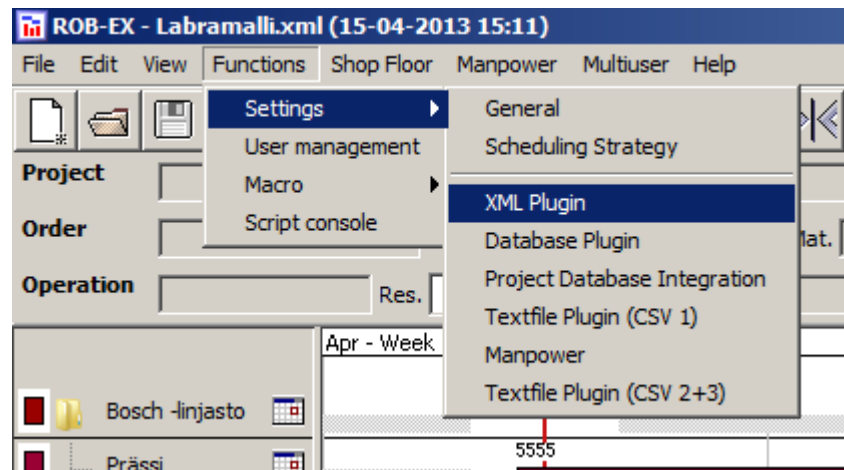 ROB-EX - Labramalli.xml (15-04-2013 15:11)
File Edit View Functions Shop Floor Manpower Multiuser Help
Settings
User management
Macro
Script console
General
Scheduling Strategy
XML Plugin
Database Plugin
Project Database Integration
Textfile Plugin (CSV 1)
Manpower
Textfile Plugin (CSV 2+3)
Project
Order
Mat.
Operation Res.
Apr - Week
Bosch -linjasto
Prässi
5555